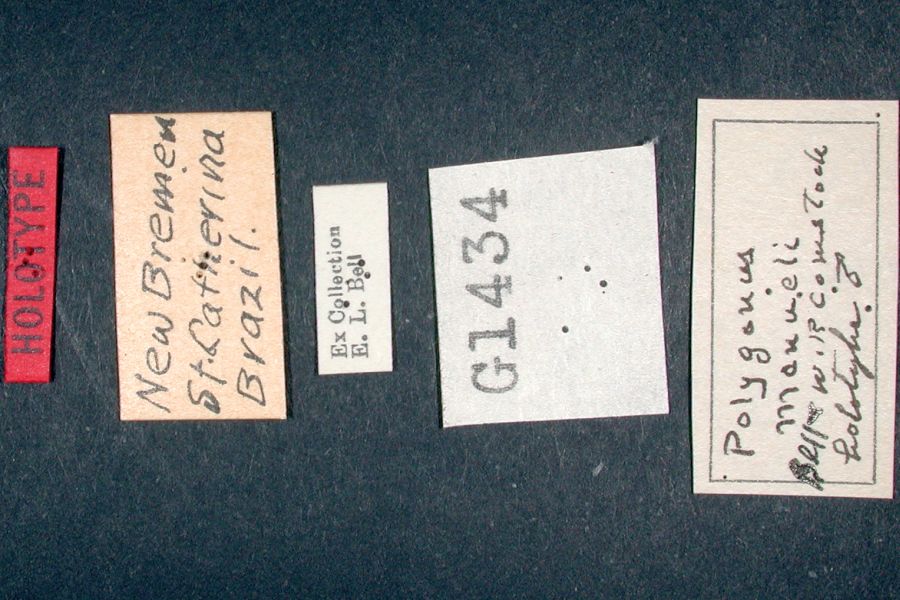 HOLOTYPE
New Bremen
St. Catherina
Brazil.
Ex Collection
E. L. Bell
G1434
Polygonus
manueli
Bell & W.P. Comstock
holotype ♂